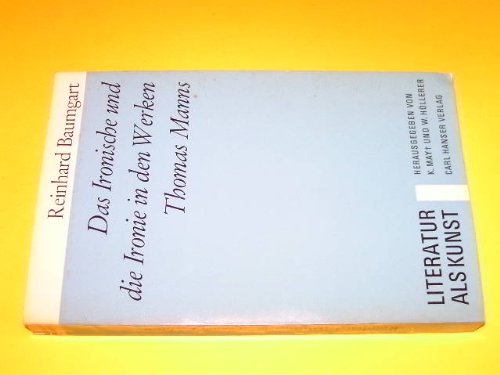 Reinhard Baumgart
Das Ironische und
die Ironie in den Werken
Thomas Manns
LITERATUR
ALS KUNST
HERAUSGEGEBEN VON
K. MAY† UND W. HÖLLERER
CARL HANSER VERLAG